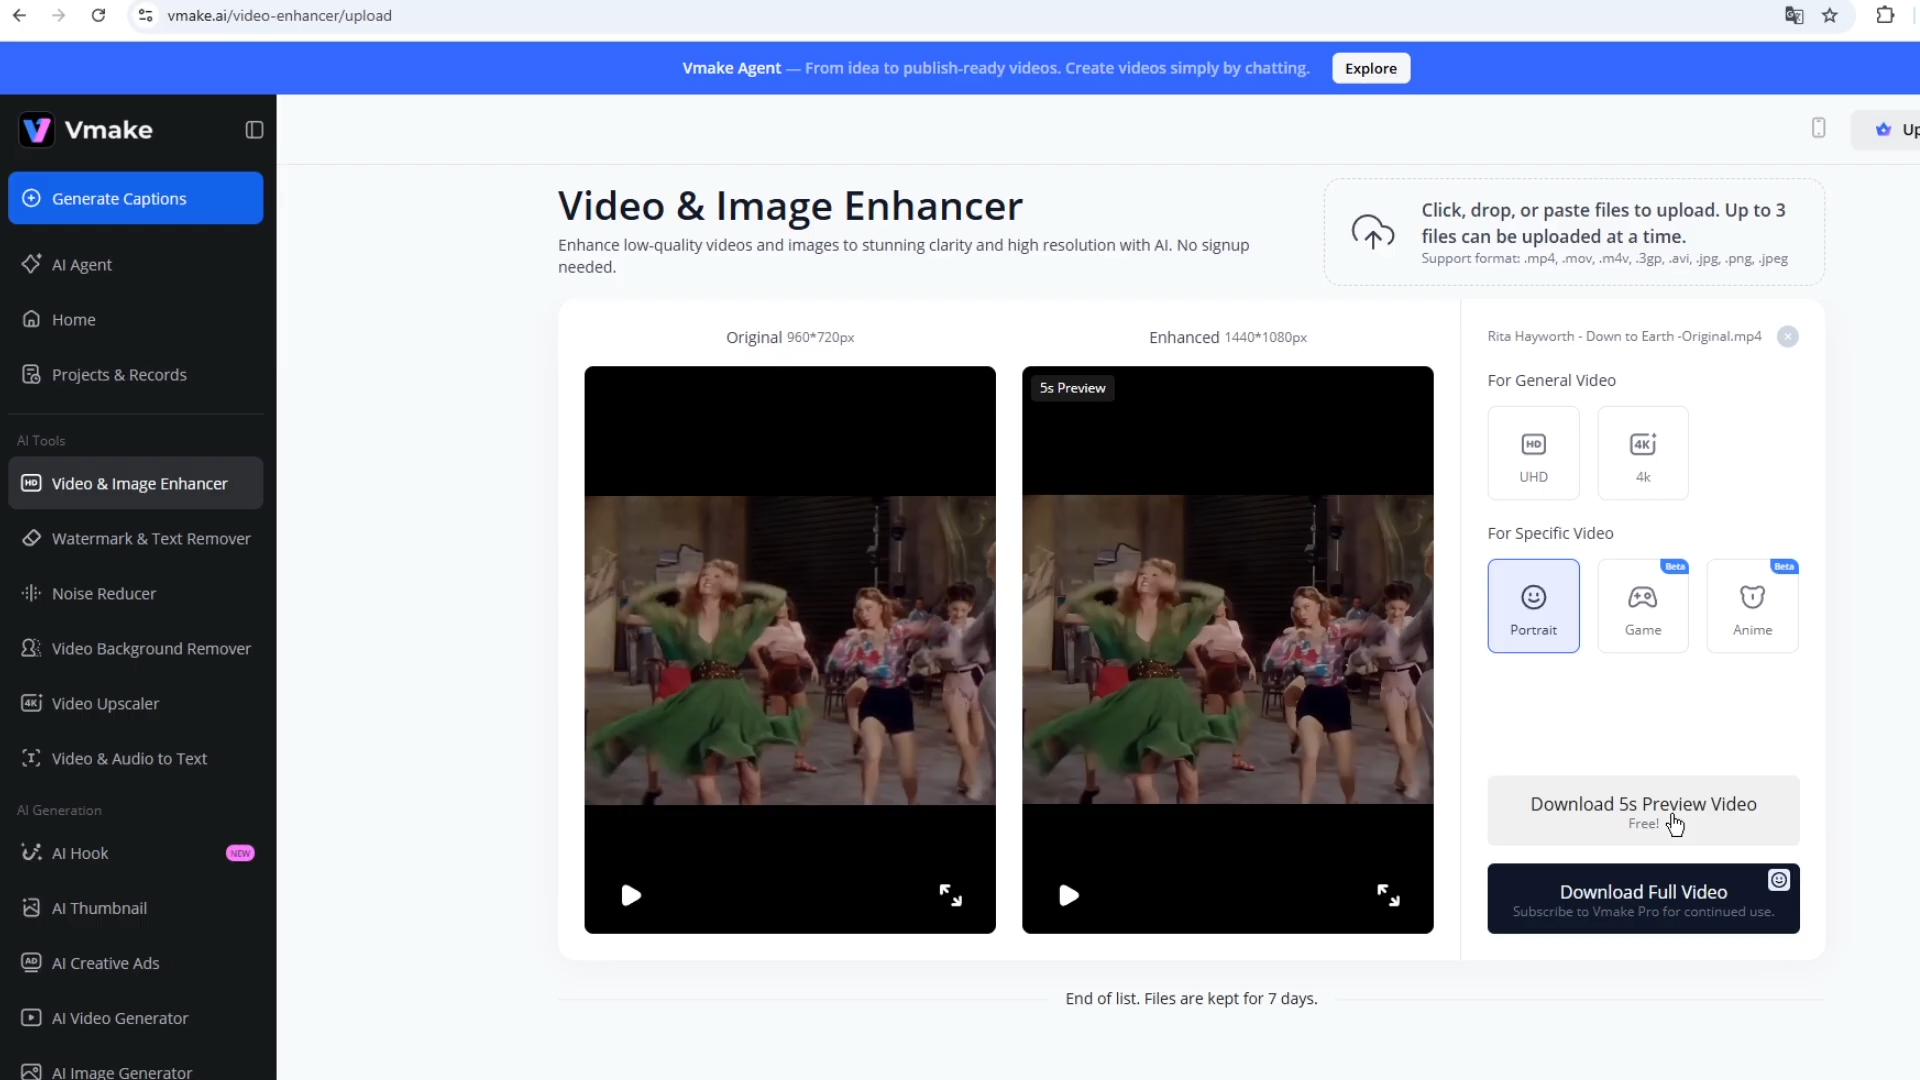 vmake.ai/video-enhancer/upload
Vmake Agent — From idea to publish-ready videos. Create videos simply by chatting.
Explore
Vmake
Up
Generate Captions
AI Agent
Home
Projects & Records
AI Tools
Video & Image Enhancer
Watermark & Text Remover
Noise Reducer
Video Background Remover
4K
Video Upscaler
Video & Audio to Text
AI Generation
AI Hook
NEW
AI Thumbnail
AD
AI Creative Ads
AI Video Generator
AI Image Generator
Video & Image Enhancer
Enhance low-quality videos and images to stunning clarity and high resolution with AI. No signup
needed.
Click, drop, or paste files to upload. Up to 3
files can be uploaded at a time.
Support format: .mp4, .mov, .m4v, .3gp, .avi, .jpg, .png, .jpeg
Original 960*720px
Enhanced 1440*1080px
5s Preview
Rita Hayworth - Down to Earth -Original.mp4
For General Video
HD
UHD
4K
4k
For Specific Video
Portrait
Beta
Game
Beta
Anime
Download 5s Preview Video
Free!
Download Full Video
Subscribe to Vmake Pro for continued use.
End of list. Files are kept for 7 days.